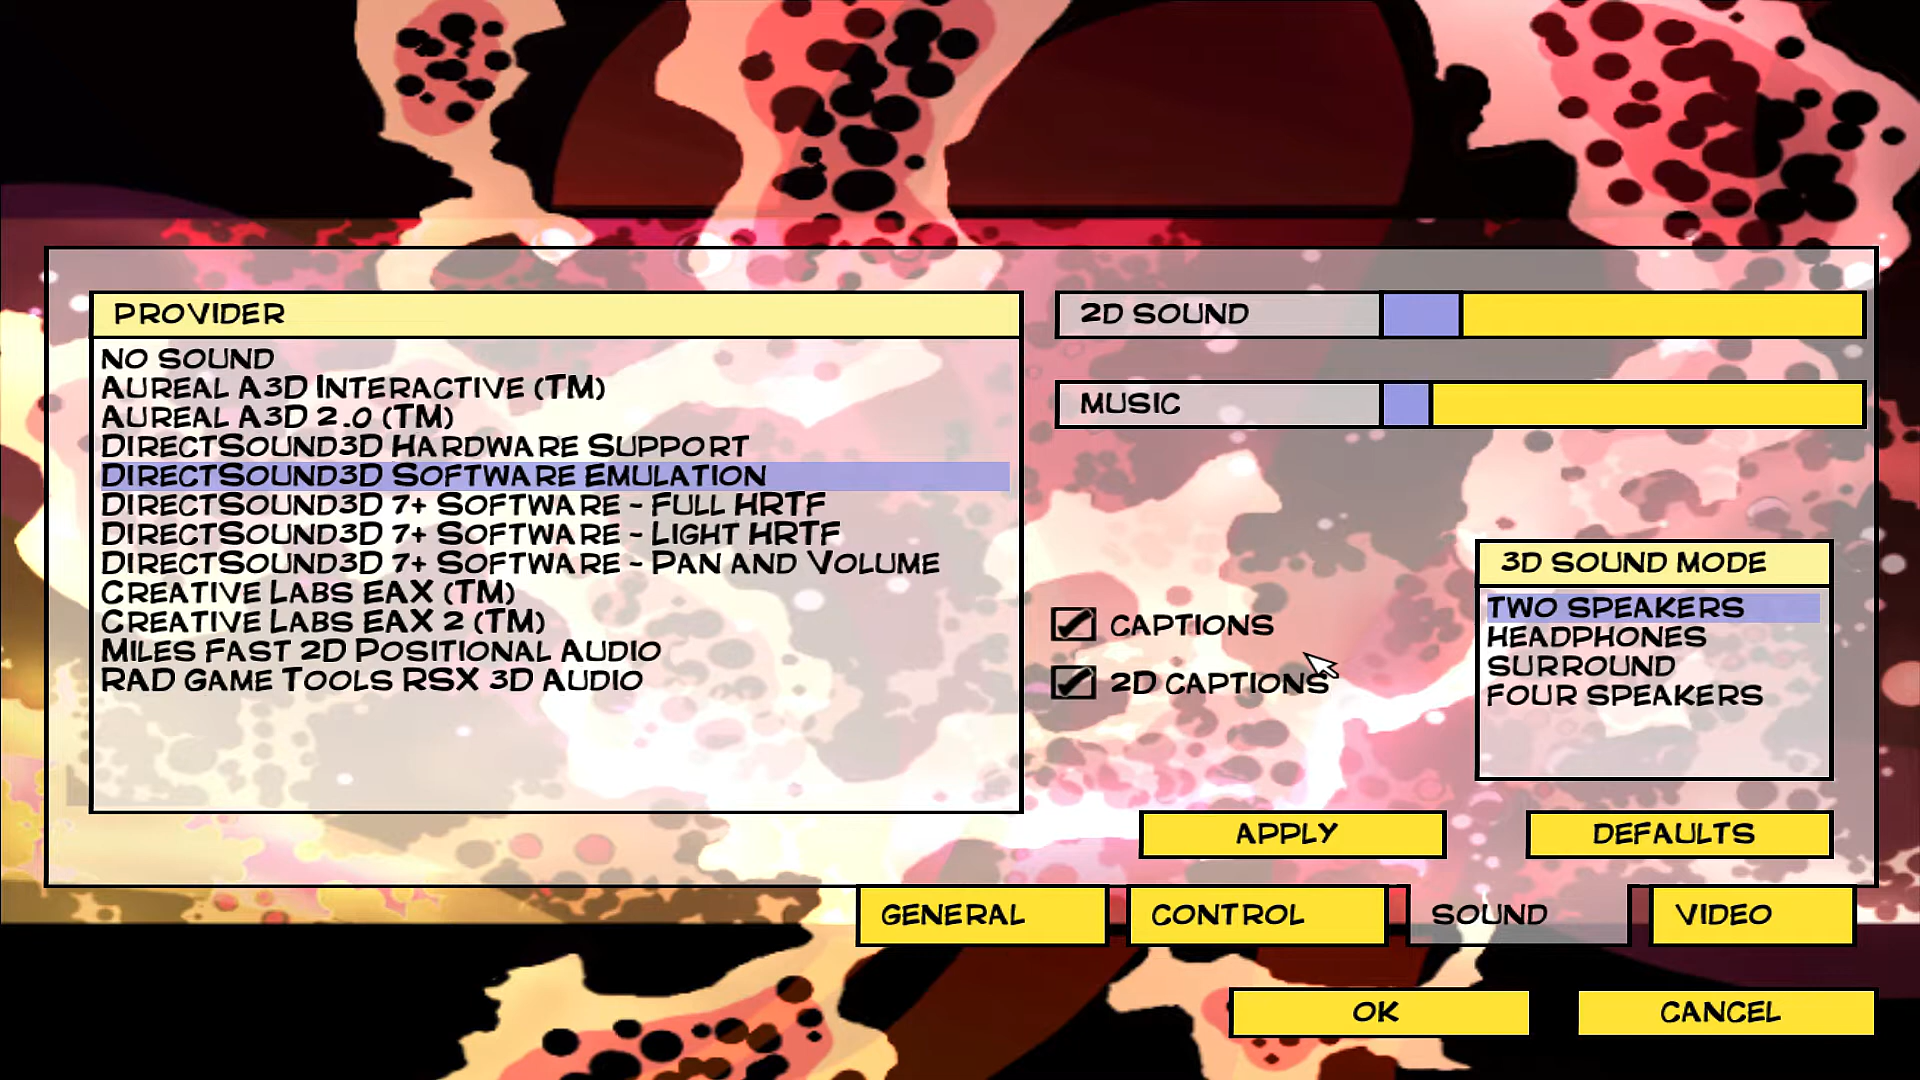 PROVIDER
NO SOUND
AUREAL A3D INTERACTIVE (TM)
AUREAL A3D 2.0 (TM)
DIRECTSOUND3D HARDWARE SUPPORT
DIRECTSOUND3D SOFTWARE EMULATION
DIRECTSOUND3D 7+ SOFTWARE - FULL HRTF
DIRECTSOUND3D 7+ SOFTWARE - LIGHT HRTF
DIRECTSOUND3D 7+ SOFTWARE - PAN AND VOLUME
CREATIVE LABS EAX (TM)
CREATIVE LABS EAX 2 (TM)
MILES FAST 2D POSITIONAL AUDIO
RAD GAME TOOLS RSX 3D AUDIO
2D SOUND
MUSIC
CAPTIONS
2D CAPTIONS
3D SOUND MODE
TWO SPEAKERS
HEADPHONES
SURROUND
FOUR SPEAKERS
APPLY
DEFAULTS
GENERAL
CONTROL
SOUND
VIDEO
OK
CANCEL